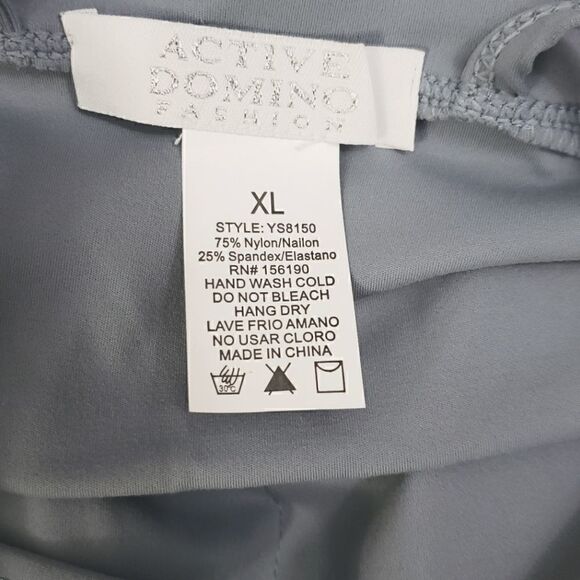 ACTIVE
DOMINO
FASHION
XL
STYLE: YS8150
75% Nylon/Nailon
25% Spandex/Elastano
RN# 156190
HAND WASH COLD
DO NOT BLEACH
HANG DRY
LAVE FRIO AMANO
NO USAR CLORO
MADE IN CHINA
30°C